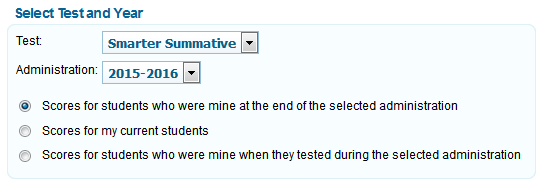 Select Test and Year
Test: Smarter Summative
Administration: 2015-2016
Scores for students who were mine at the end of the selected administration
Scores for my current students
Scores for students who were mine when they tested during the selected administration